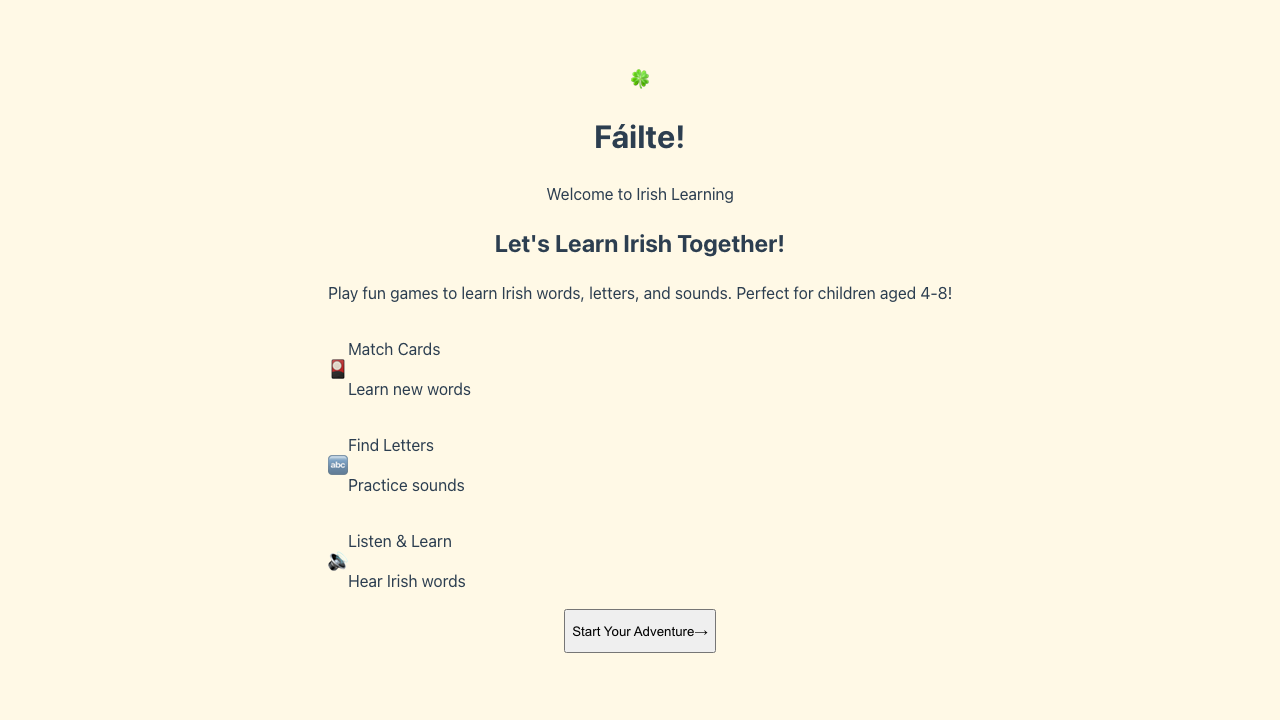 Fáilte!
Welcome to Irish Learning
Let's Learn Irish Together!
Play fun games to learn Irish words, letters, and sounds. Perfect for children aged 4-8!
Match Cards
Learn new words
abc
Find Letters
Practice sounds
Listen & Learn
Hear Irish words
Start Your Adventure→